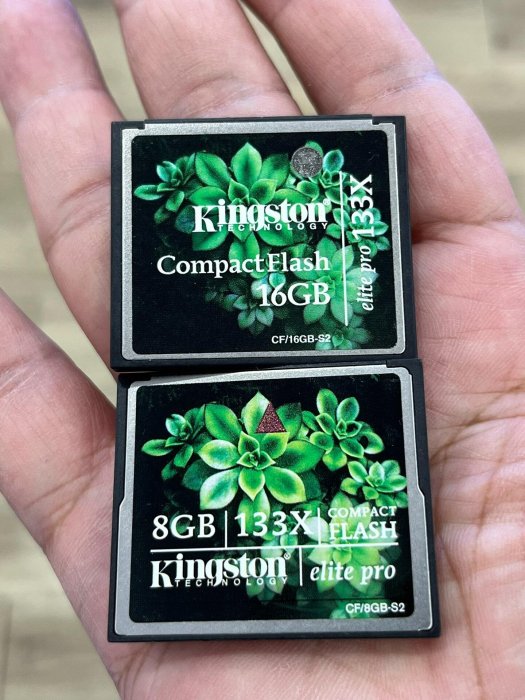 Kingston®
TECHNOLOGY
CompactFlash
16GB
elite pro 133X
CF/16GB-S2
8GB 133X COMPACT FLASH
Kingston® elite pro
TECHNOLOGY
CF/8GB-S2